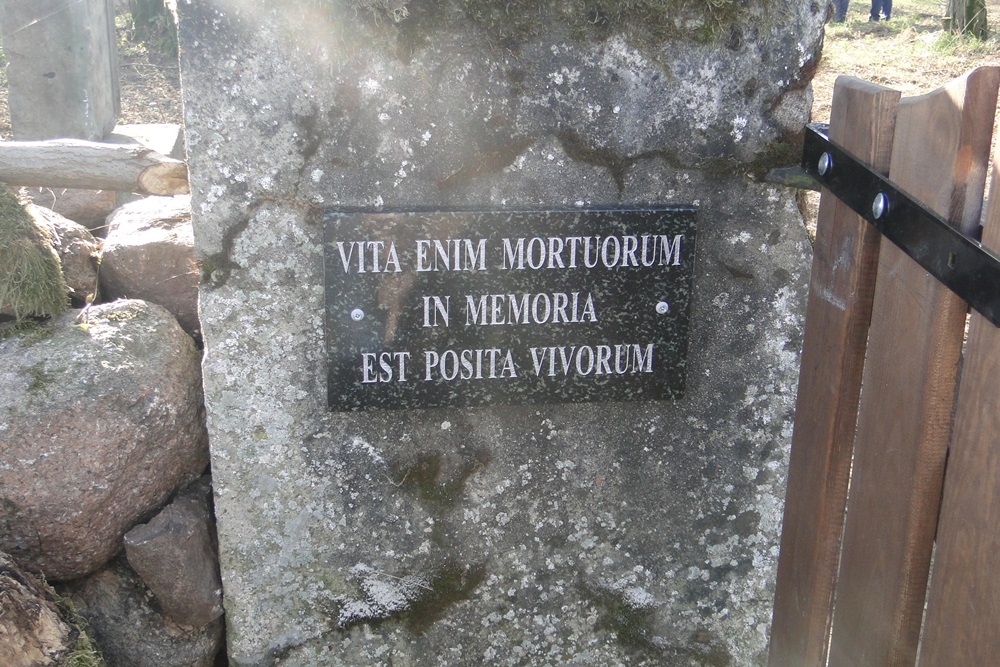 VITA ENIM MORTUORUM
IN MEMORIA
EST POSITA VIVORUM